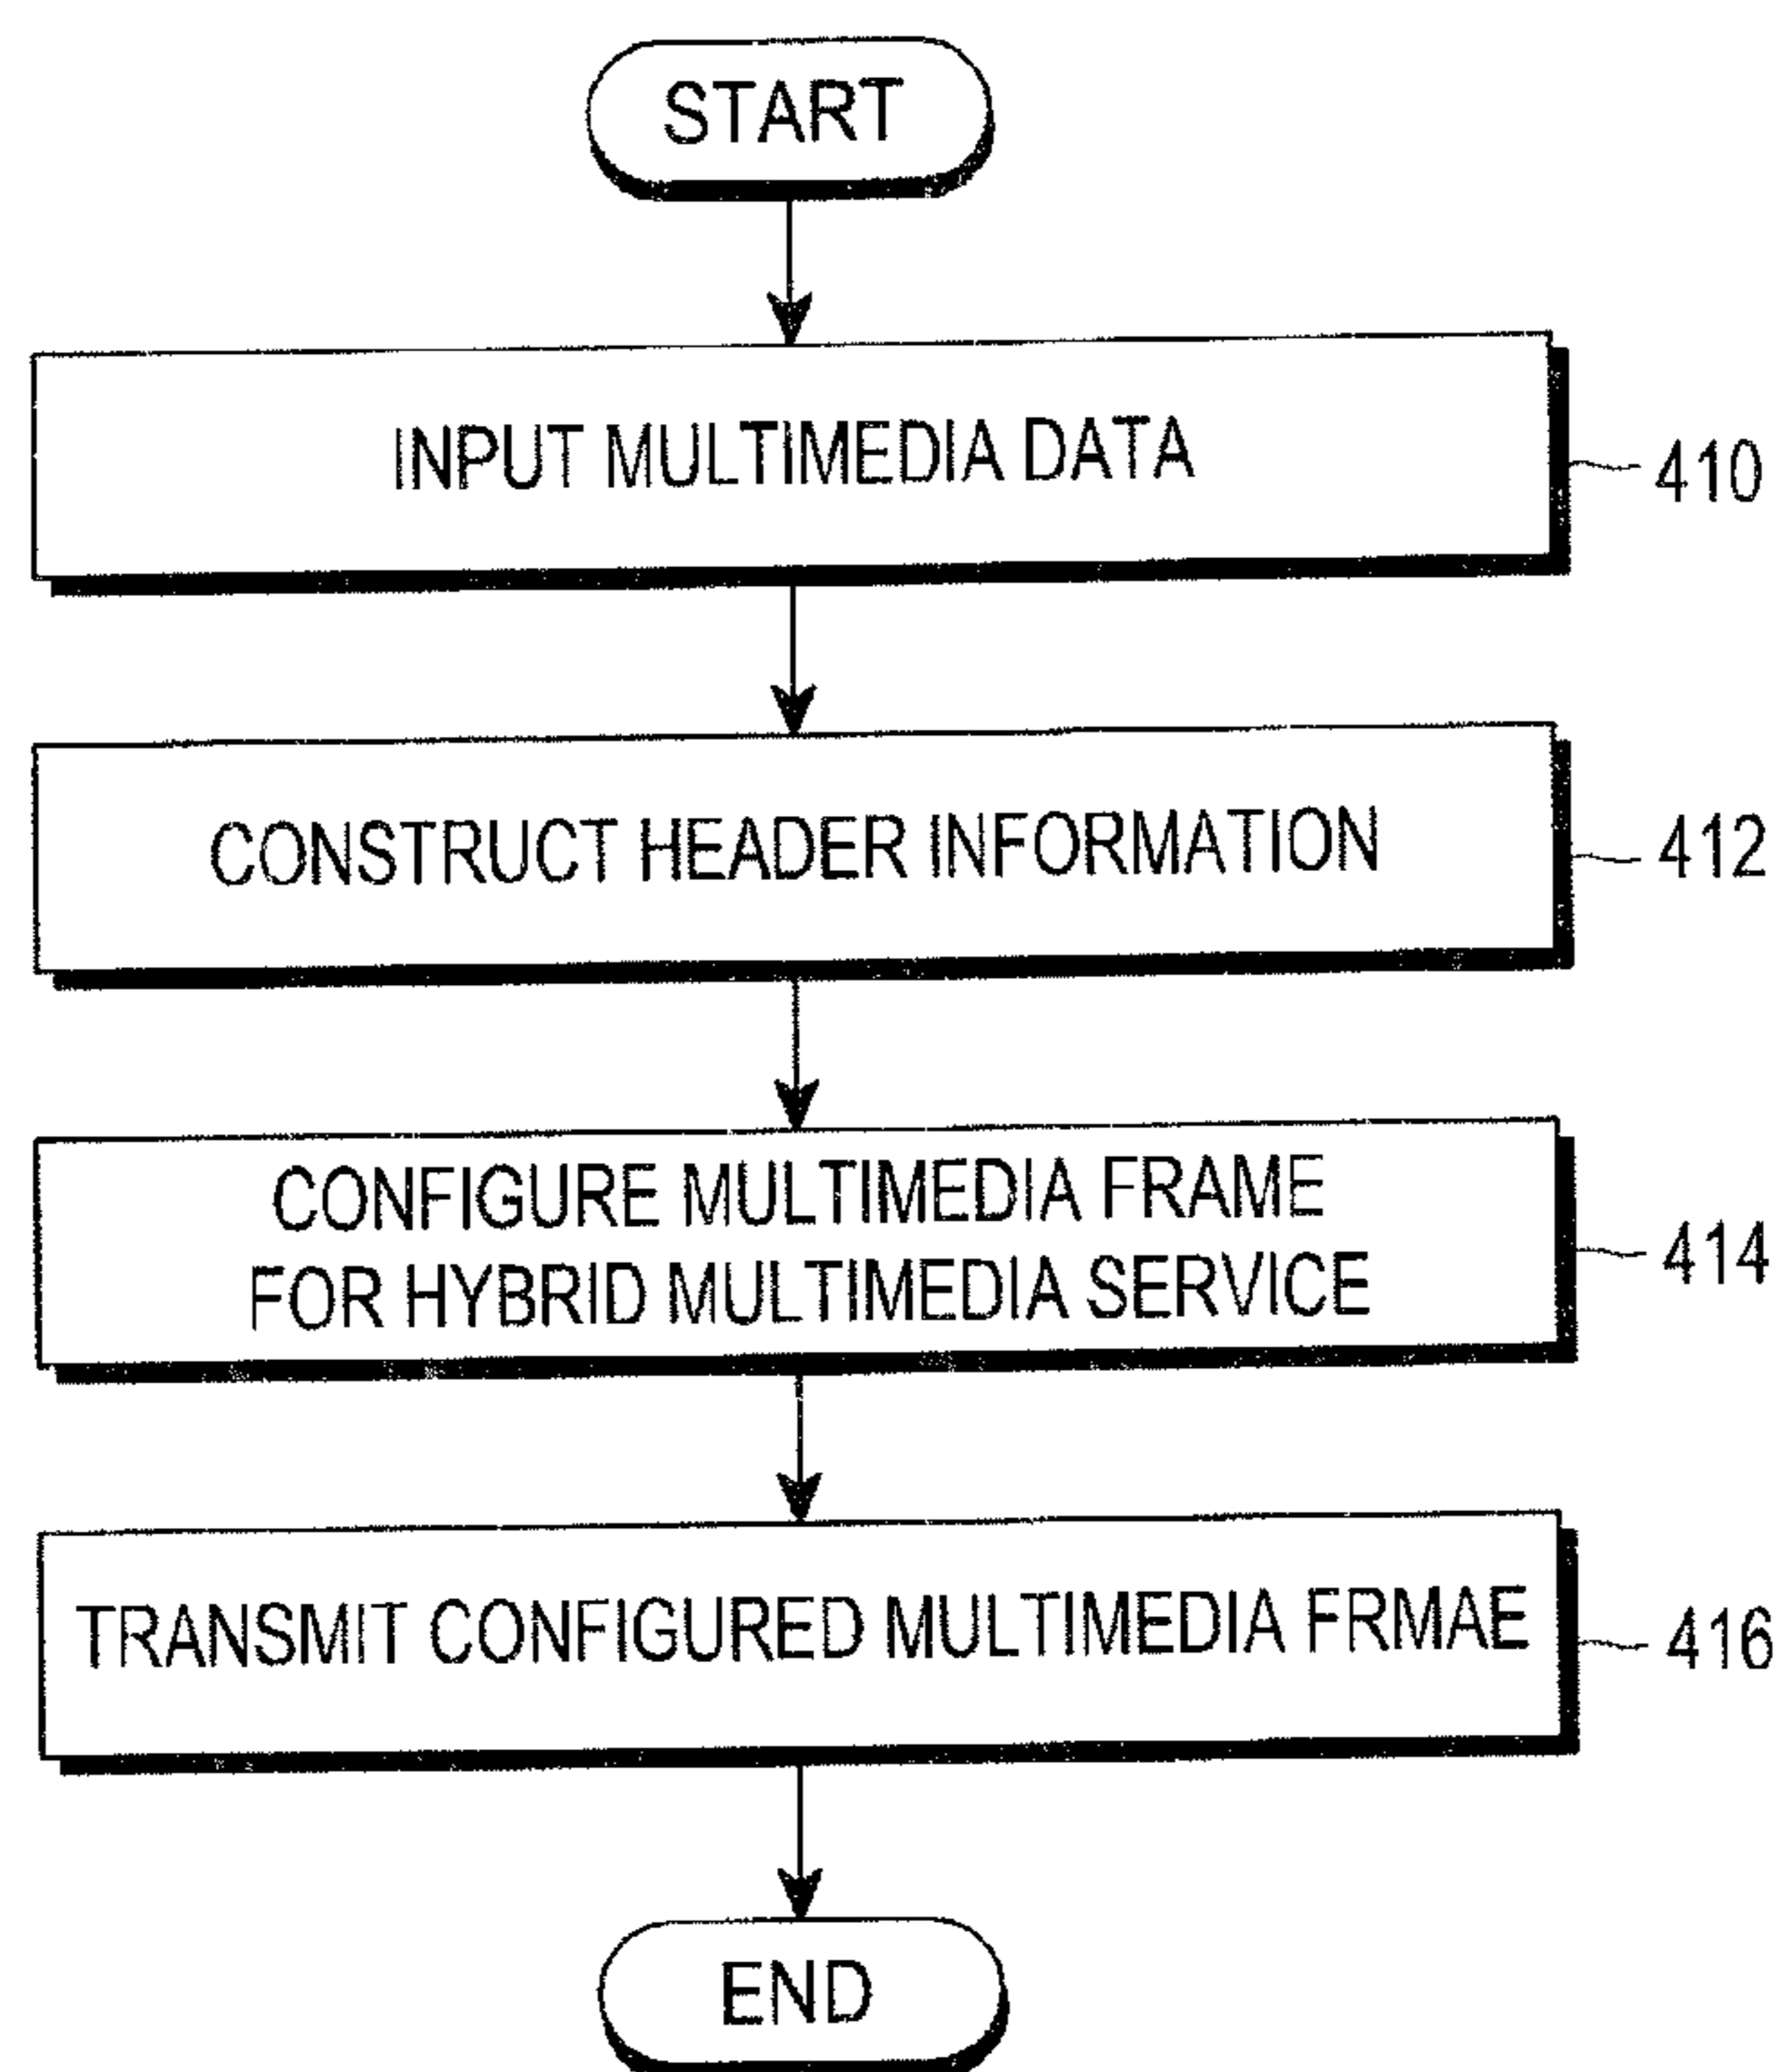 START
INPUT MULTIMEDIA DATA
410
CONSTRUCT HEADER INFORMATION
412
CONFIGURE MULTIMEDIA FRAME
FOR HYBRID MULTIMEDIA SERVICE
414
TRANSMIT CONFIGURED MULTIMEDIA FRMAE
416
END